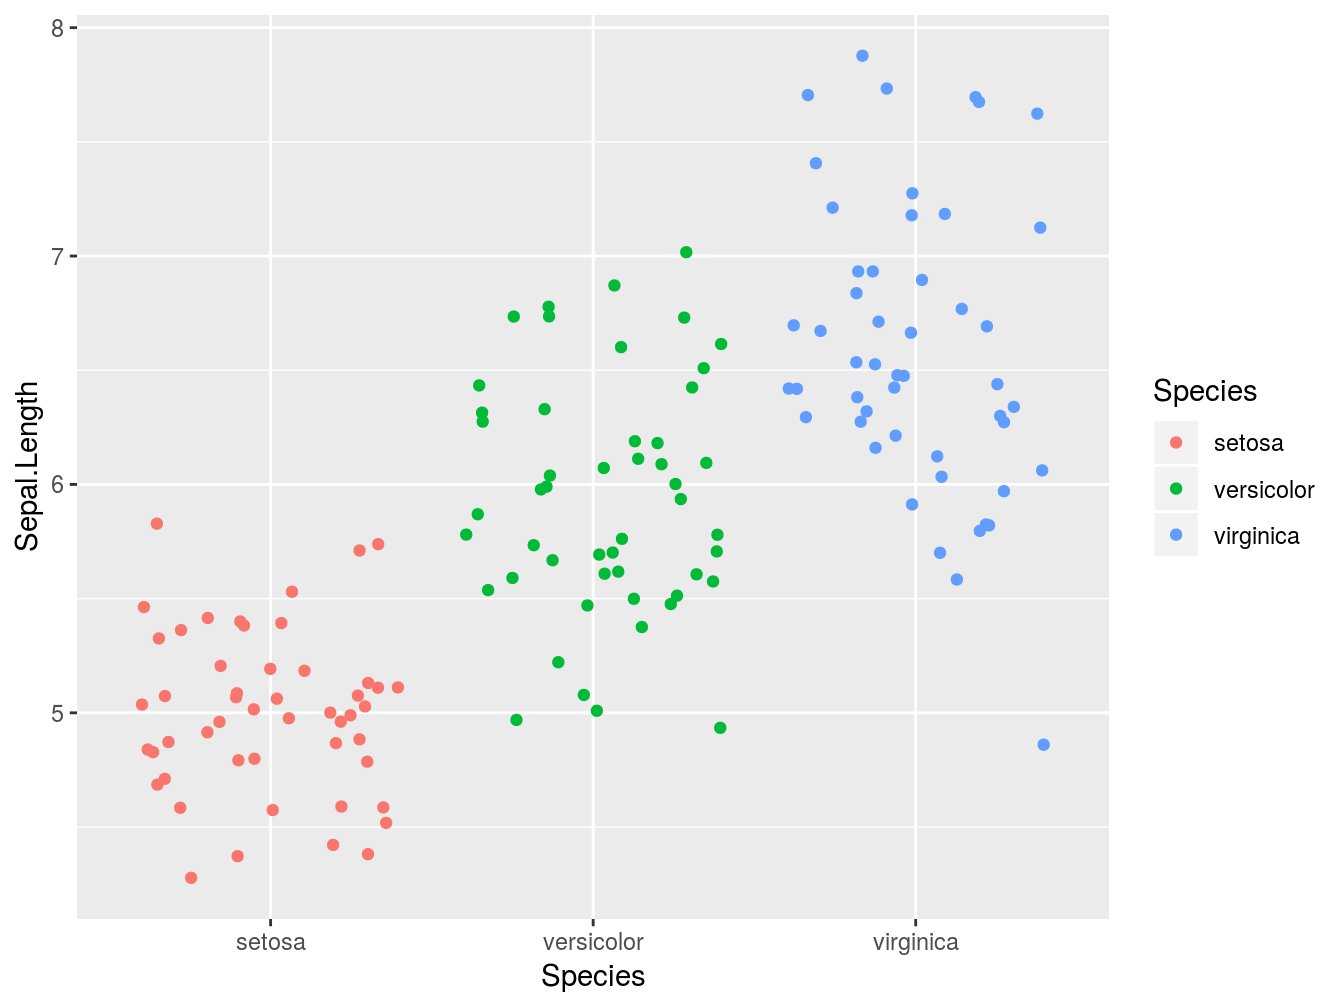 8
7
6
5
Sepal.Length
setosa
versicolor
virginica
Species
Species
setosa
versicolor
virginica